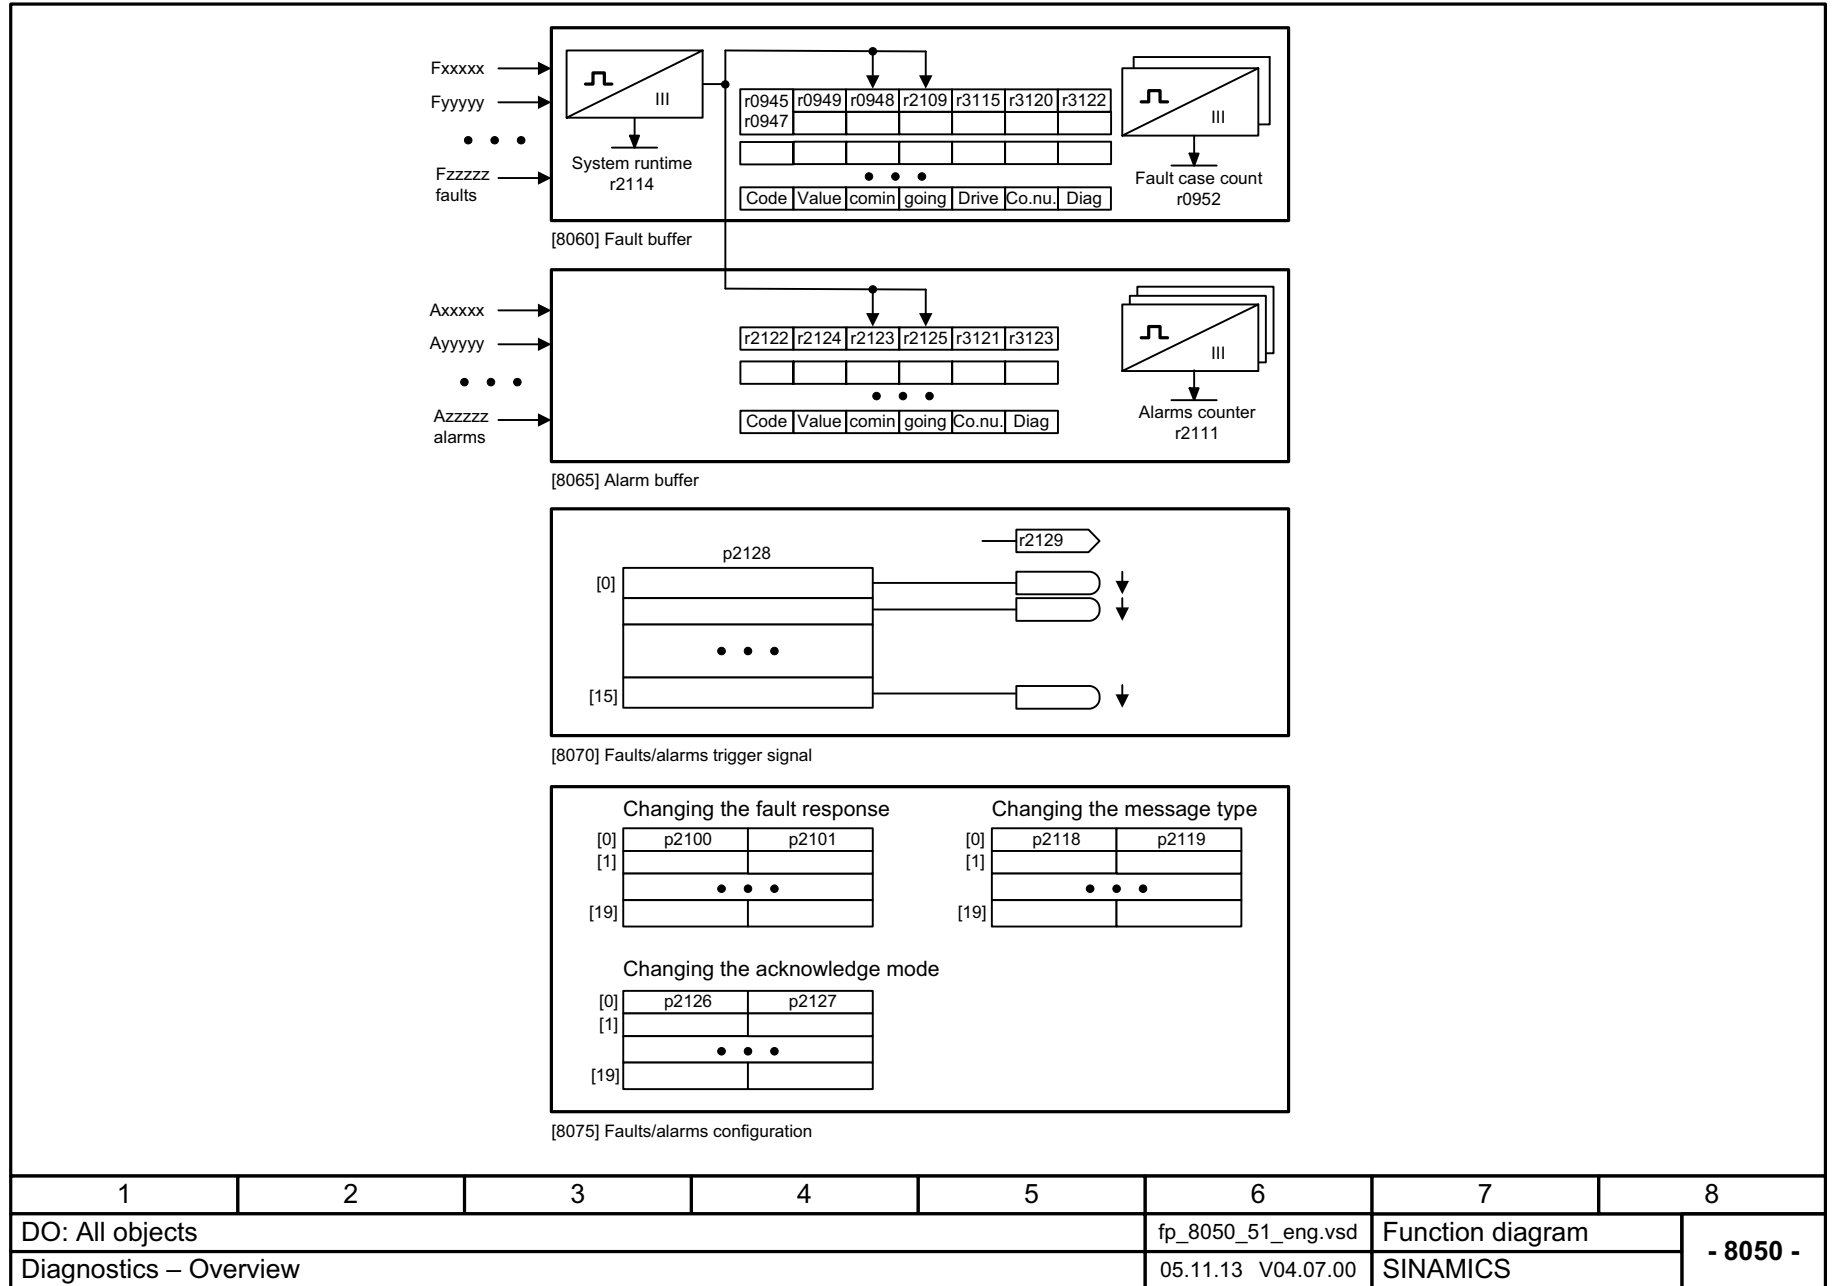 Fxxxxx
Fyyyyy
Fzzzzz
faults
III
System runtime
r2114
r0945 r0949 r0948 r2109 r3115 r3120 r3122
r0947
Code Value comin going Drive Co.nu. Diag
III
Fault case count
r0952
[8060] Fault buffer
Axxxxx
Ayyyyy
Azzzzz
alarms
r2122 r2124 r2123 r2125 r3121 r3123
Code Value comin going Co.nu. Diag
III
Alarms counter
r2111
[8065] Alarm buffer
p2128
r2129
[0]
[15]
[8070] Faults/alarms trigger signal
Changing the fault response
[0] p2100 p2101
[1]
[19]
Changing the message type
[0] p2118 p2119
[1]
[19]
Changing the acknowledge mode
[0] p2126 p2127
[1]
[19]
[8075] Faults/alarms configuration
1 2 3 4 5 6 7 8
DO: All objects fp_8050_51_eng.vsd Function diagram
- 8050 -
Diagnostics – Overview 05.11.13 V04.07.00 SINAMICS